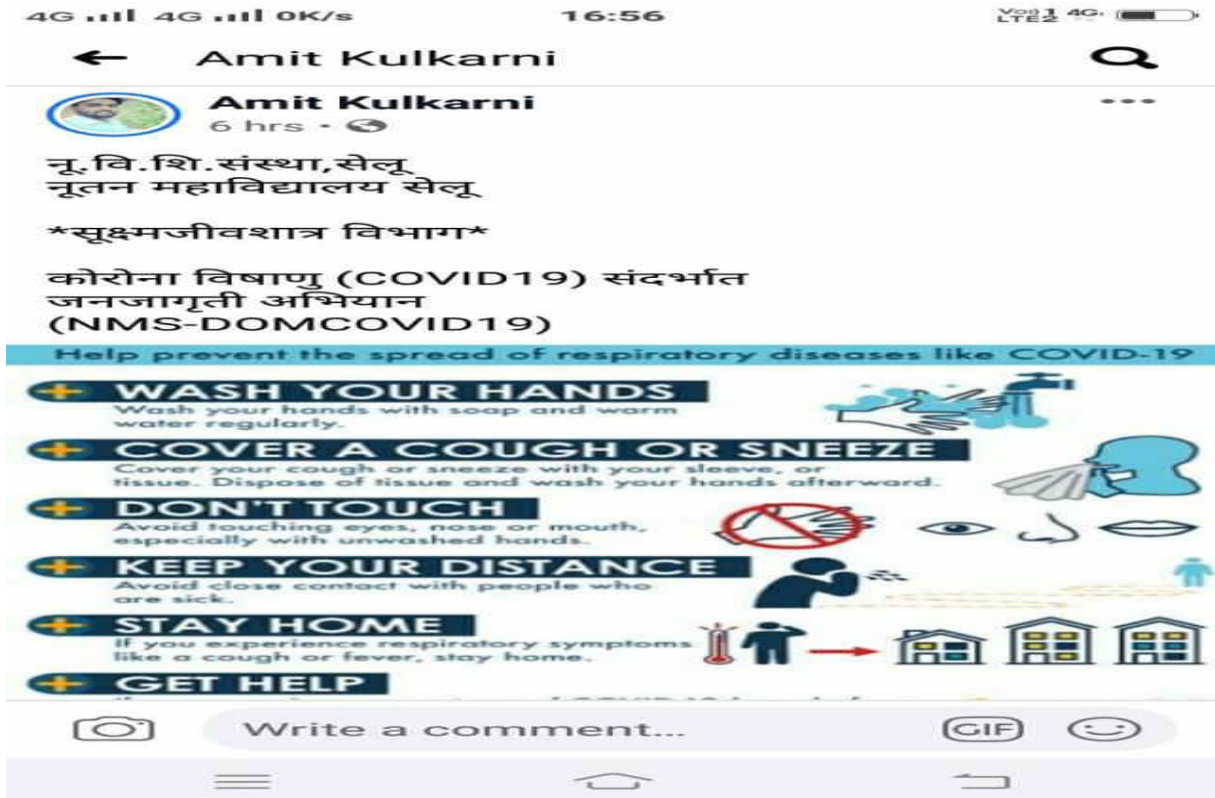 4G 4G 0K/s 16:56 4G
Amit Kulkarni
Amit Kulkarni
6 hrs ·
नू.वि.शि.संस्था,सेलू
नूतन महाविद्यालय सेलू
*सूक्ष्मजीवशात्र विभाग*
कोरोना विषाणु (COVID19) संदर्भात
जनजागृती अभियान
(NMS-DOMCOVID19)
Help prevent the spread of respiratory diseases like COVID-19
WASH YOUR HANDS
Wash your hands with soap and warm
water regularly.
COVER A COUGH OR SNEEZE
Cover your cough or sneeze with your sleeve, or
tissue. Dispose of tissue and wash your hands afterward.
DON'T TOUCH
Avoid touching eyes, nose or mouth,
especially with unwashed hands.
KEEP YOUR DISTANCE
Avoid close contact with people who
are sick.
STAY HOME
If you experience respiratory symptoms
like a cough or fever, stay home.
GET HELP
Write a comment...
GIF